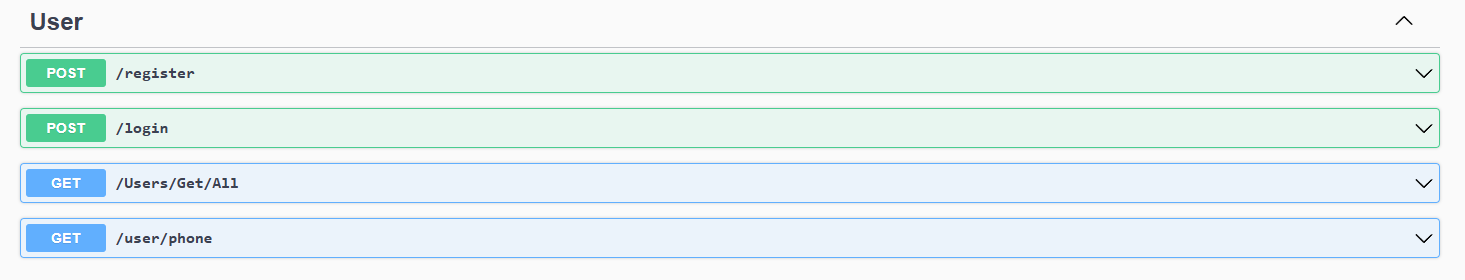 User
POST /register
POST /login
GET /Users/Get/All
GET /user/phone